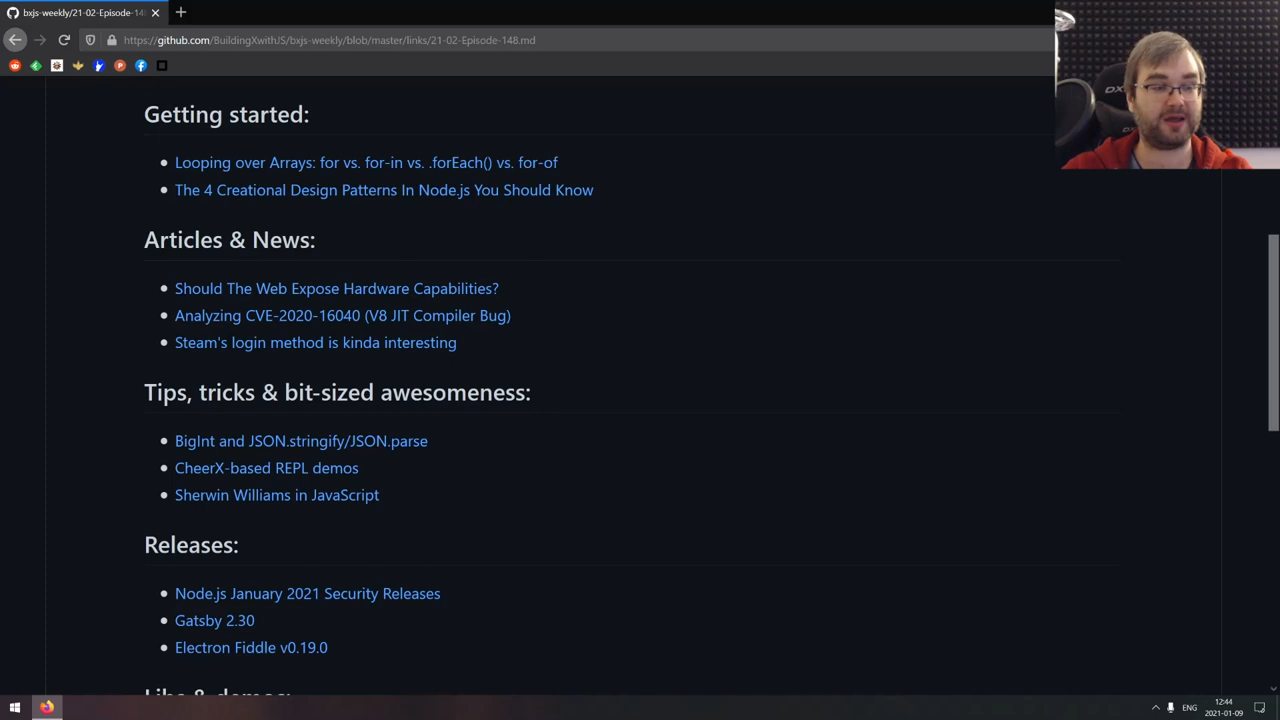 bxjs-weekly/21-02-Episode-148
https://github.com/BuildingXwithJS/bxjs-weekly/blob/master/links/21-02-Episode-148.md
Getting started:
Looping over Arrays: for vs. for-in vs. .forEach() vs. for-of
The 4 Creational Design Patterns In Node.js You Should Know
Articles & News:
Should The Web Expose Hardware Capabilities?
Analyzing CVE-2020-16040 (V8 JIT Compiler Bug)
Steam's login method is kinda interesting
Tips, tricks & bit-sized awesomeness:
BigInt and JSON.stringify/JSON.parse
CheerX-based REPL demos
Sherwin Williams in JavaScript
Releases:
Node.js January 2021 Security Releases
Gatsby 2.30
Electron Fiddle v0.19.0
Libs & demos:
ENG
12:44
2021-01-09